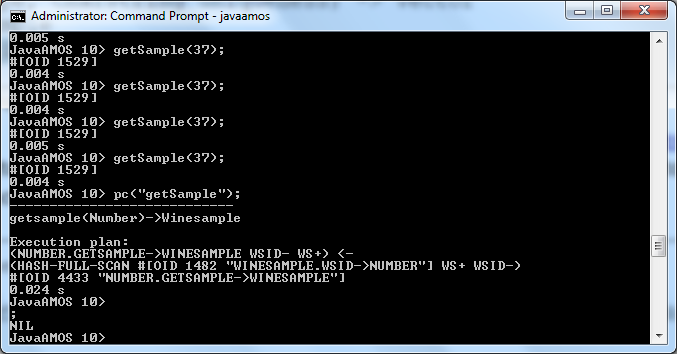 Administrator: Command Prompt - javaamos
0.005 s
JavaAMOS 10> getSample(37);
#[OID 1529]
0.004 s
JavaAMOS 10> getSample(37);
#[OID 1529]
0.004 s
JavaAMOS 10> getSample(37);
#[OID 1529]
0.005 s
JavaAMOS 10> getSample(37);
#[OID 1529]
0.004 s
JavaAMOS 10> pc("getSample");
----------------------------
getsample(Number)->Winesample
Execution plan:
(NUMBER.GETSAMPLE->WINESAMPLE WSID- WS+) <-
(HASH-FULL-SCAN #[OID 1482 "WINESAMPLE.WSID->NUMBER"] WS+ WSID->
#[OID 4433 "NUMBER.GETSAMPLE->WINESAMPLE"]
0.024 s
JavaAMOS 10>
;
NIL
JavaAMOS 10>